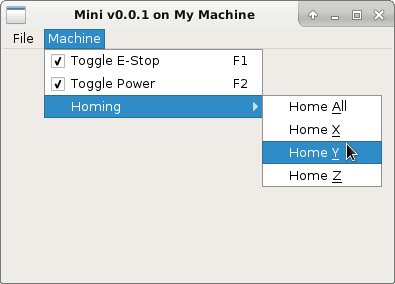 Mini v0.0.1 on My Machine
File Machine
Toggle E-Stop F1
Toggle Power F2
Homing
Home All
Home X
Home Y
Home Z